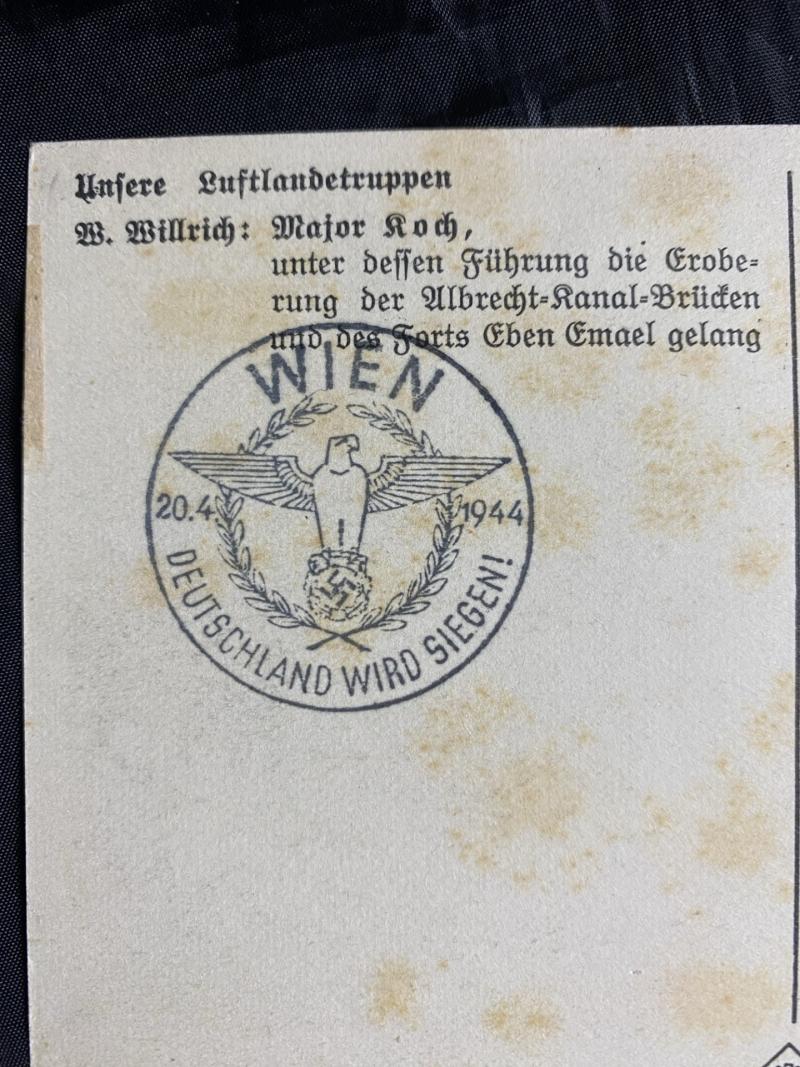 Unsere Luftlandetruppen
W. Willrich: Major Koch,
unter dessen Führung die Erobe-
rung der Albrecht-Kanal-Brücken
und des Forts Eben Emael gelang
WIEN
20.4 1944
DEUTSCHLAND WIRD SIEGEN!